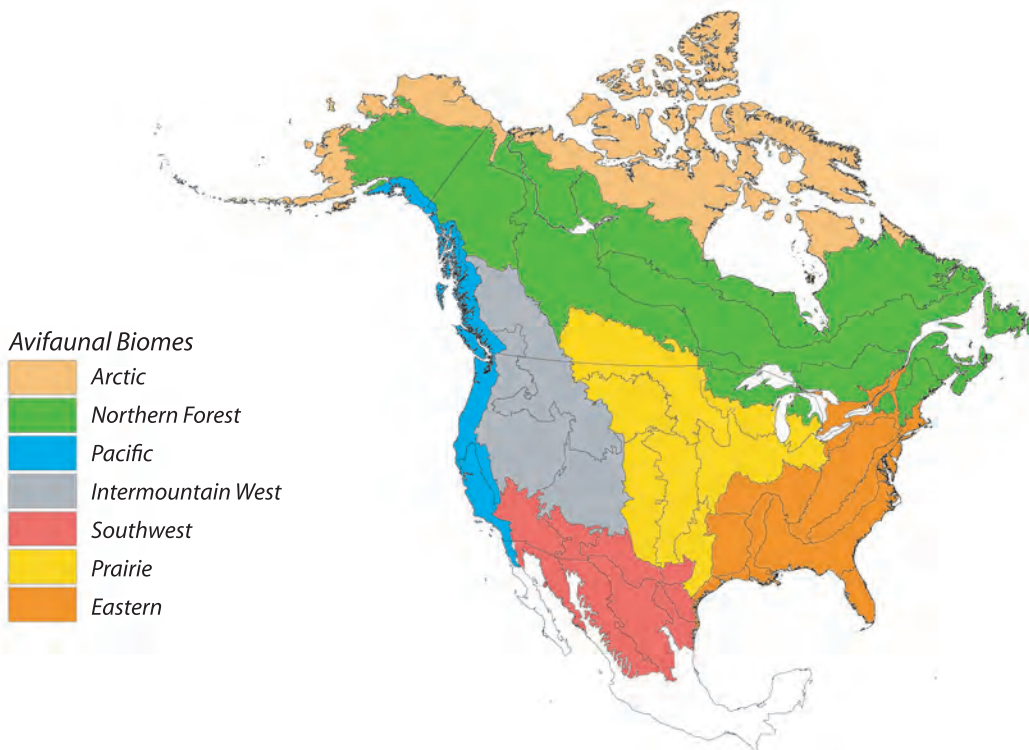 Avifaunal Biomes
Arctic
Northern Forest
Pacific
Intermountain West
Southwest
Prairie
Eastern